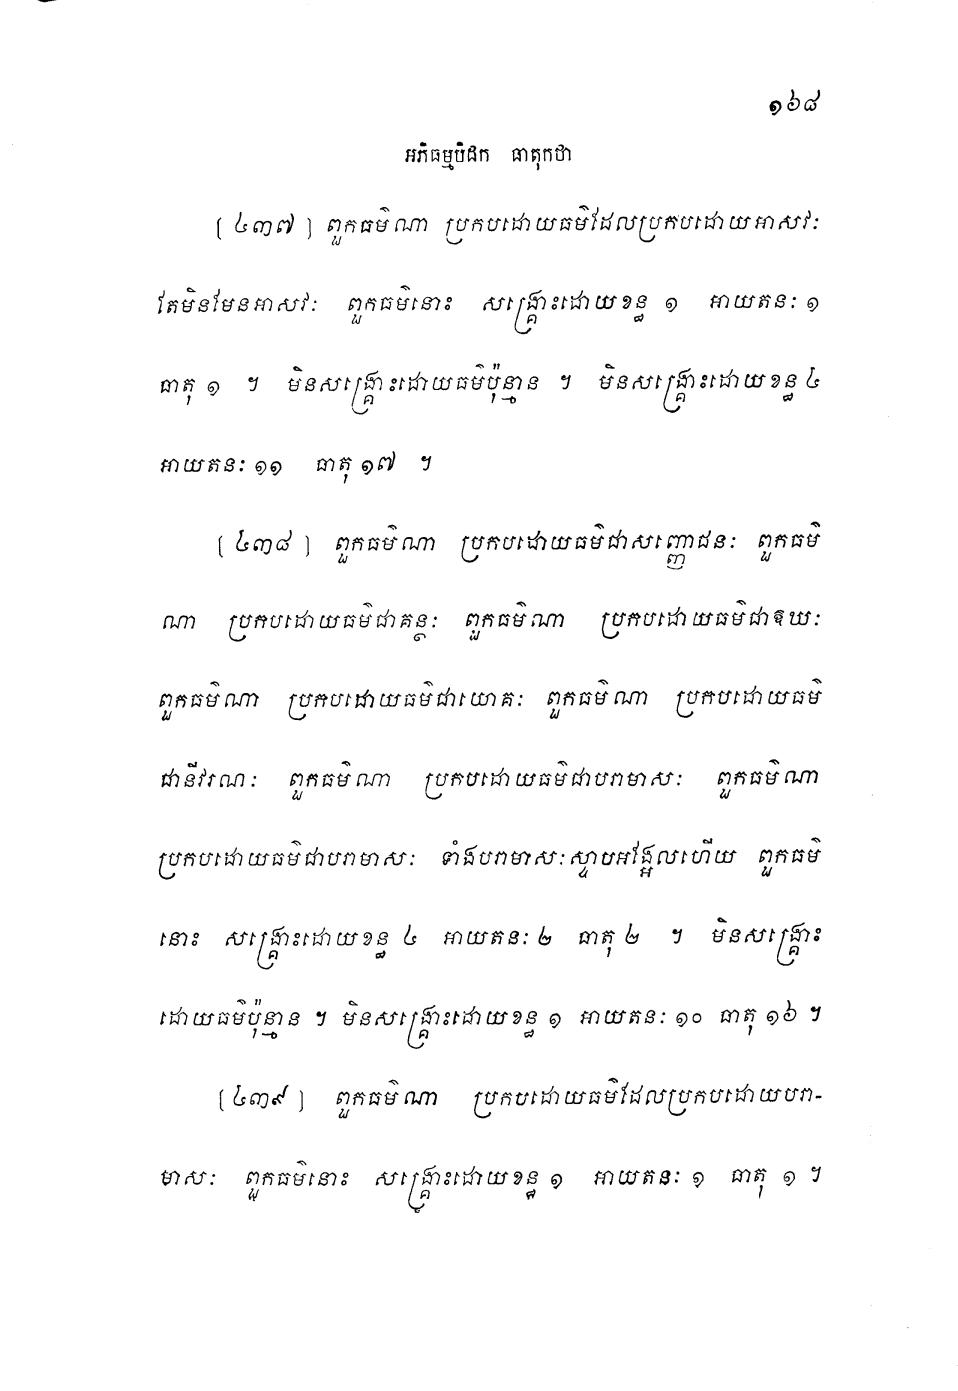 ១៦៨
អភិធម្មបិដក ធាតុកថា
[៤៣៧] ពួកធម៌ណា ប្រកបដោយធម៌ដែលប្រកបដោយអាសវៈ
តែមិនមែនអាសវៈ ពួកធម៌នោះ សង្គ្រោះដោយខន្ធ ១ អាយតនៈ ១
ធាតុ ១ ។ មិនសង្គ្រោះដោយធម៌ប៉ុន្មាន ។ មិនសង្គ្រោះដោយខន្ធ ៤
អាយតនៈ ១១ ធាតុ ១៧ ។
[៤៣៨] ពួកធម៌ណា ប្រកបដោយធម៌ជាសញ្ញោជនៈ ពួកធម៌
ណា ប្រកបដោយធម៌ជាគន្ថៈ ពួកធម៌ណា ប្រកបដោយធម៌ជាឱឃៈ
ពួកធម៌ណា ប្រកបដោយធម៌ជាយោគៈ ពួកធម៌ណា ប្រកបដោយធម៌
ជានីវរណៈ ពួកធម៌ណា ប្រកបដោយធម៌ជាបរាមាសៈ ពួកធម៌ណា
ប្រកបដោយធម៌ជាបរាមាសៈ ទាំងបរាមាសៈស្ទាបអង្អែលហើយ ពួកធម៌
នោះ សង្គ្រោះដោយខន្ធ ៤ អាយតនៈ ២ ធាតុ ២ ។ មិនសង្គ្រោះ
ដោយធម៌ប៉ុន្មាន ។ មិនសង្គ្រោះដោយខន្ធ ១ អាយតនៈ ១០ ធាតុ ១៦ ។
[៤៣៩] ពួកធម៌ណា ប្រកបដោយធម៌ដែលប្រកបដោយបរា-
មាសៈ ពួកធម៌នោះ សង្គ្រោះដោយខន្ធ ១ អាយតនៈ ១ ធាតុ ១ ។